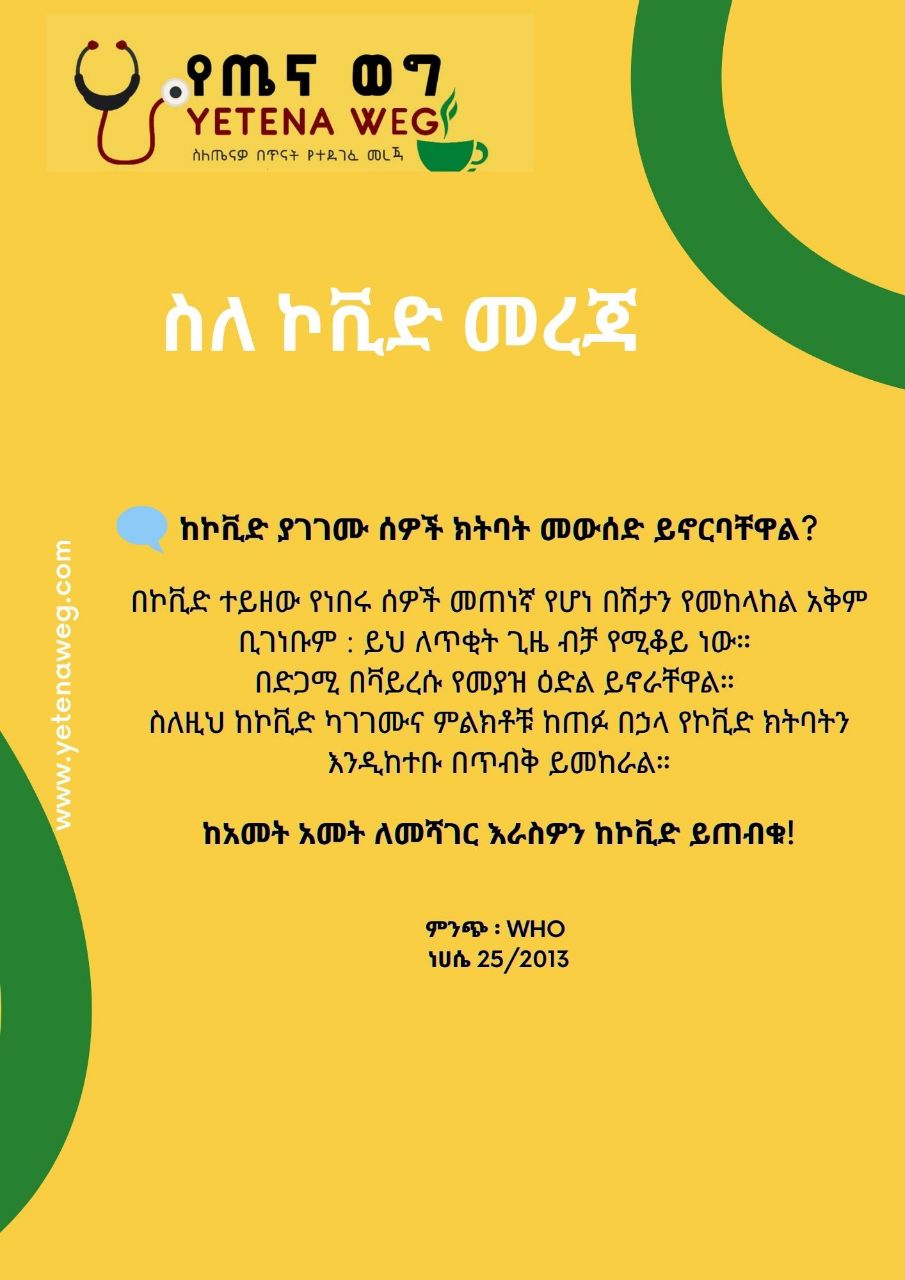 የጤና ወግ
YETENA WEG
ስለጤናዎ በጥናት የተደገፈ መረጃ
ስለ ኮቪድ መረጃ
ከኮቪድ ያገገሙ ሰዎች ክትባት መውሰድ ይኖርባቸዋል?
በኮቪድ ተይዘው የነበሩ ሰዎች መጠነኛ የሆነ በሽታን የመከላከል አቅም
ቢገነቡም : ይህ ለጥቂት ጊዜ ብቻ የሚቆይ ነው።
በድጋሚ በቫይረሱ የመያዝ ዕድል ይኖራቸዋል።
ስለዚህ ከኮቪድ ካገገሙና ምልክቶቹ ከጠፉ በኃላ የኮቪድ ክትባትን
እንዲከተቡ በጥብቅ ይመከራል።
ከአመት አመት ለመሻገር እራስዎን ከኮቪድ ይጠብቁ!
ምንጭ : WHO
ነሀሴ 25/2013
www.yetenaweg.com